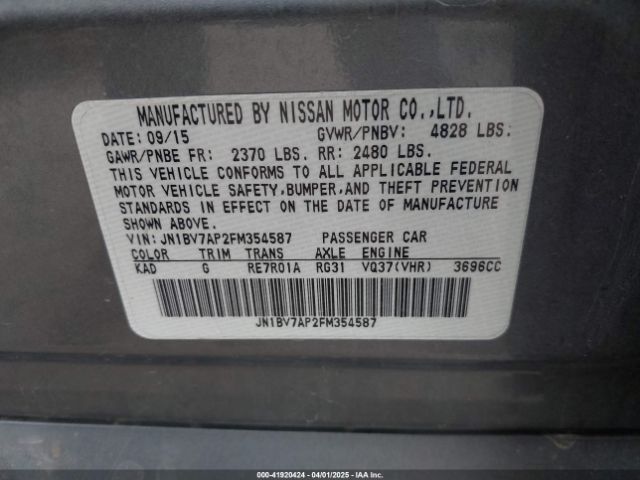 MANUFACTURED BY NISSAN MOTOR CO.,LTD.
DATE: 09/15 GVWR/PNBV: 4828 LBS.
GAWR/PNBE FR: 2370 LBS. RR: 2480 LBS.
THIS VEHICLE CONFORMS TO ALL APPLICABLE FEDERAL
MOTOR VEHICLE SAFETY,BUMPER,AND THEFT PREVENTION
STANDARDS IN EFFECT ON THE DATE OF MANUFACTURE
SHOWN ABOVE.
VIN: JN1BV7AP2FM354587 PASSENGER CAR
COLOR TRIM TRANS AXLE ENGINE
KAD G RE7R01A RG31 VQ37(VHR) 3696CC
JN1BV7AP2FM354587
000-41920424 04/01/2025 IAAI.COM